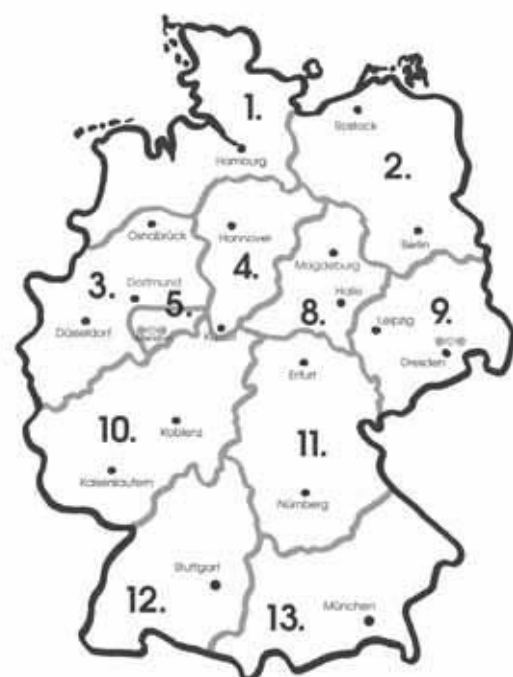 1.
Rostock
Hamburg
2.
Osnabrück
Hannover
Berlin
4.
Magdeburg
3.
Dortmund
5.
Halle
8.
9.
Düsseldorf
Leipzig
Dresden
Erfurt
10.
Koblenz
11.
Kaiserslautern
Nürnberg
Stuttgart
12.
13.
München